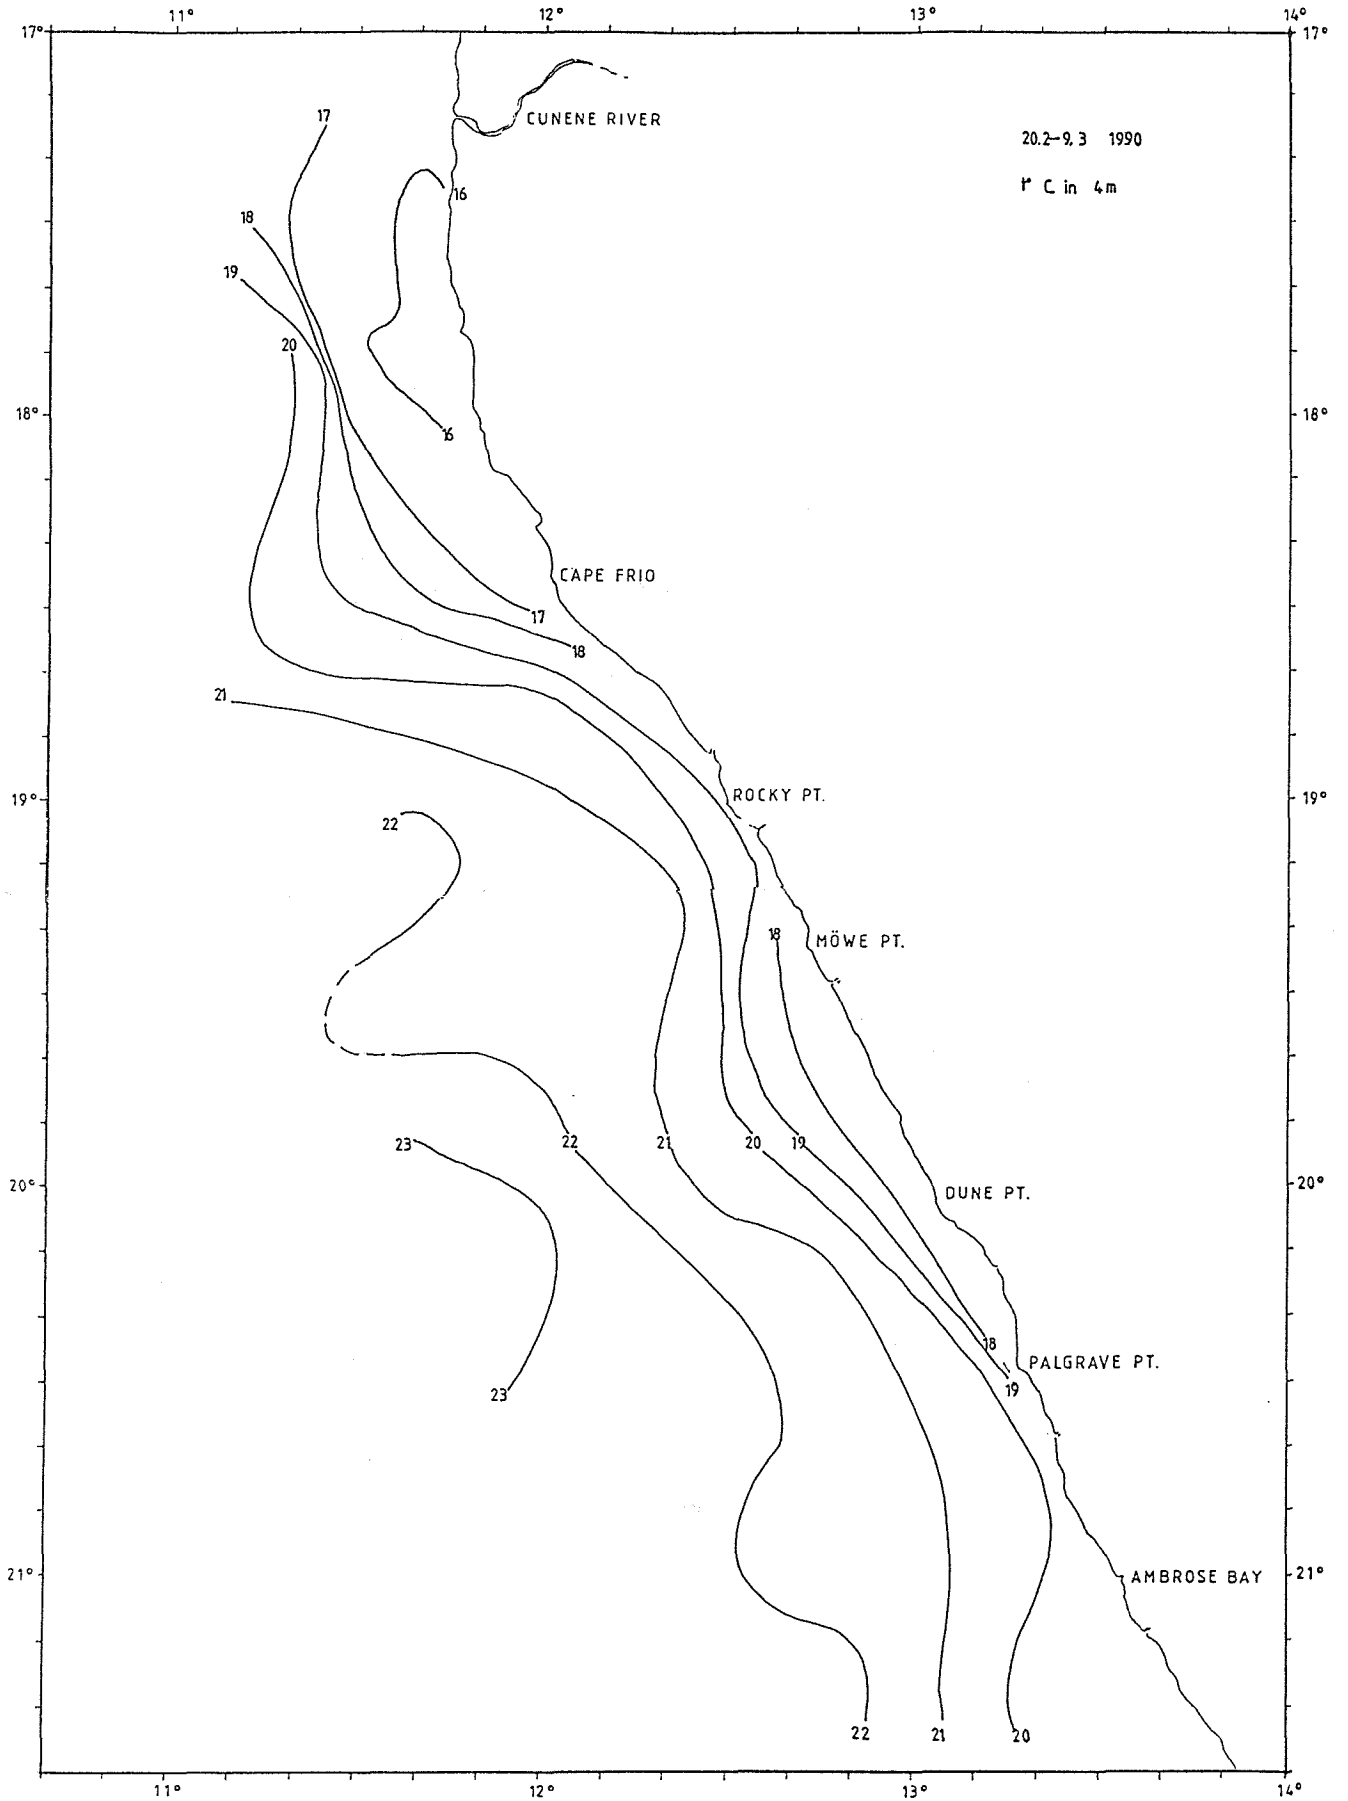 11° 12° 13° 14°
17° 17°
CUNENE RIVER
17
20.2-9.3 1990
t° C in 4m
16
18
19
20
18° 16 18°
CAPE FRIO
17
18
21
19° ROCKY PT. 19°
22
18 MÖWE PT.
23 22 21 20 19
20° DUNE PT. 20°
18
PALGRAVE PT.
23 19
21° AMBROSE BAY 21°
22 21 20
11° 12° 13° 14°